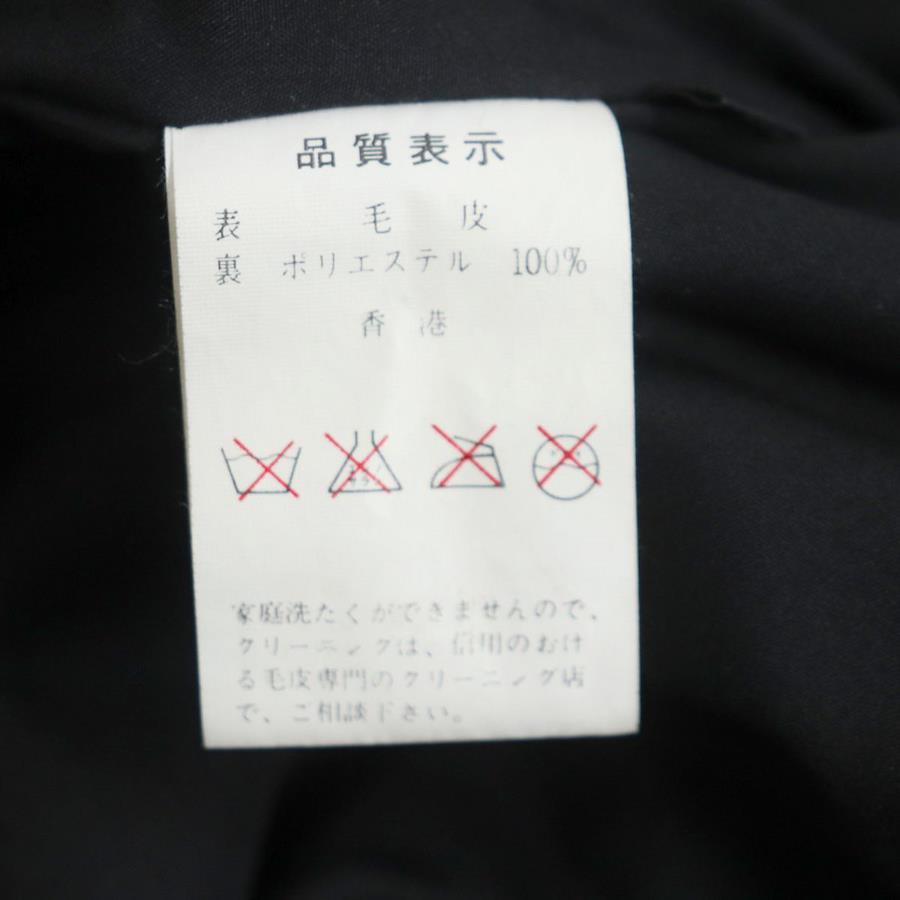 品質表示
表 毛皮
裏 ポリエステル 100%
香港
家庭洗たくができませんので、
クリーニングは、信用のおけ
る毛皮専門のクリーニング店
で、ご相談下さい。